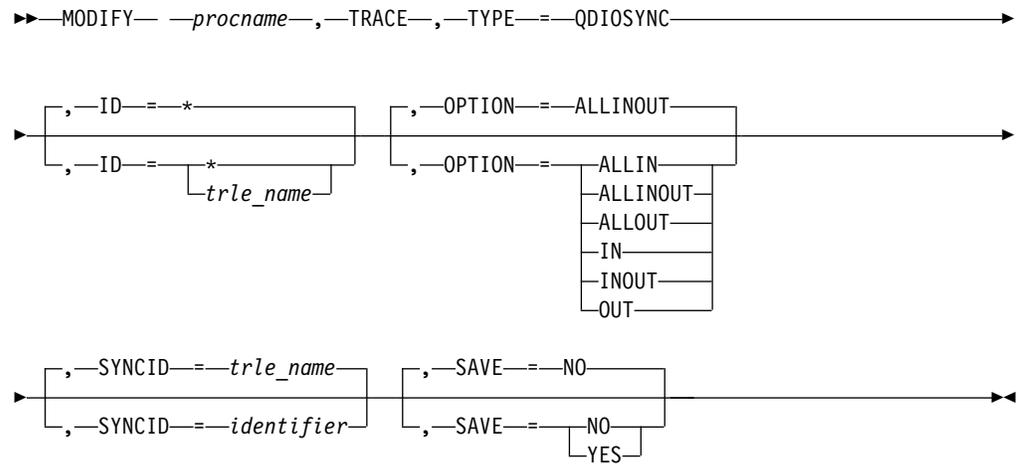 MODIFY procname , TRACE , TYPE = QDIOSYNC
, ID = * , OPTION = ALLINOUT
, ID = * , OPTION = ALLIN
trle_name ALLINOUT
ALLOUT
IN
INOUT
OUT
, SYNCID = trle_name , SAVE = NO
, SYNCID = identifier , SAVE = NO
YES